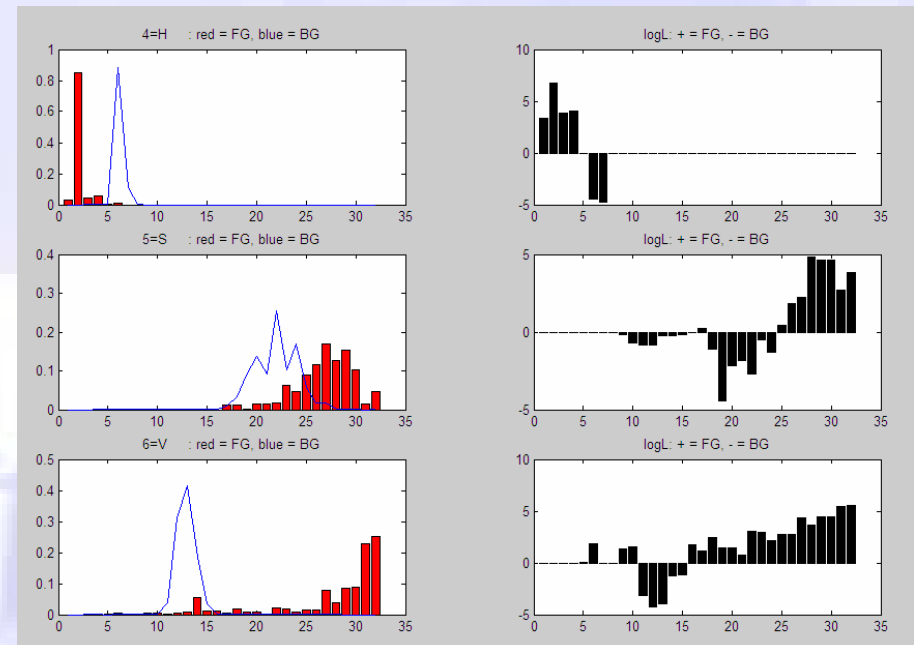 4=H : red = FG, blue = BG
1
0.8
0.6
0.4
0.2
0
0 5 10 15 20 25 30 35
logL: + = FG, - = BG
10
5
0
-5
0 5 10 15 20 25 30 35
5=S : red = FG, blue = BG
0.4
0.3
0.2
0.1
0
0 5 10 15 20 25 30 35
logL: + = FG, - = BG
5
0
-5
0 5 10 15 20 25 30 35
6=V : red = FG, blue = BG
0.5
0.4
0.3
0.2
0.1
0
0 5 10 15 20 25 30 35
logL: + = FG, - = BG
10
5
0
-5
0 5 10 15 20 25 30 35